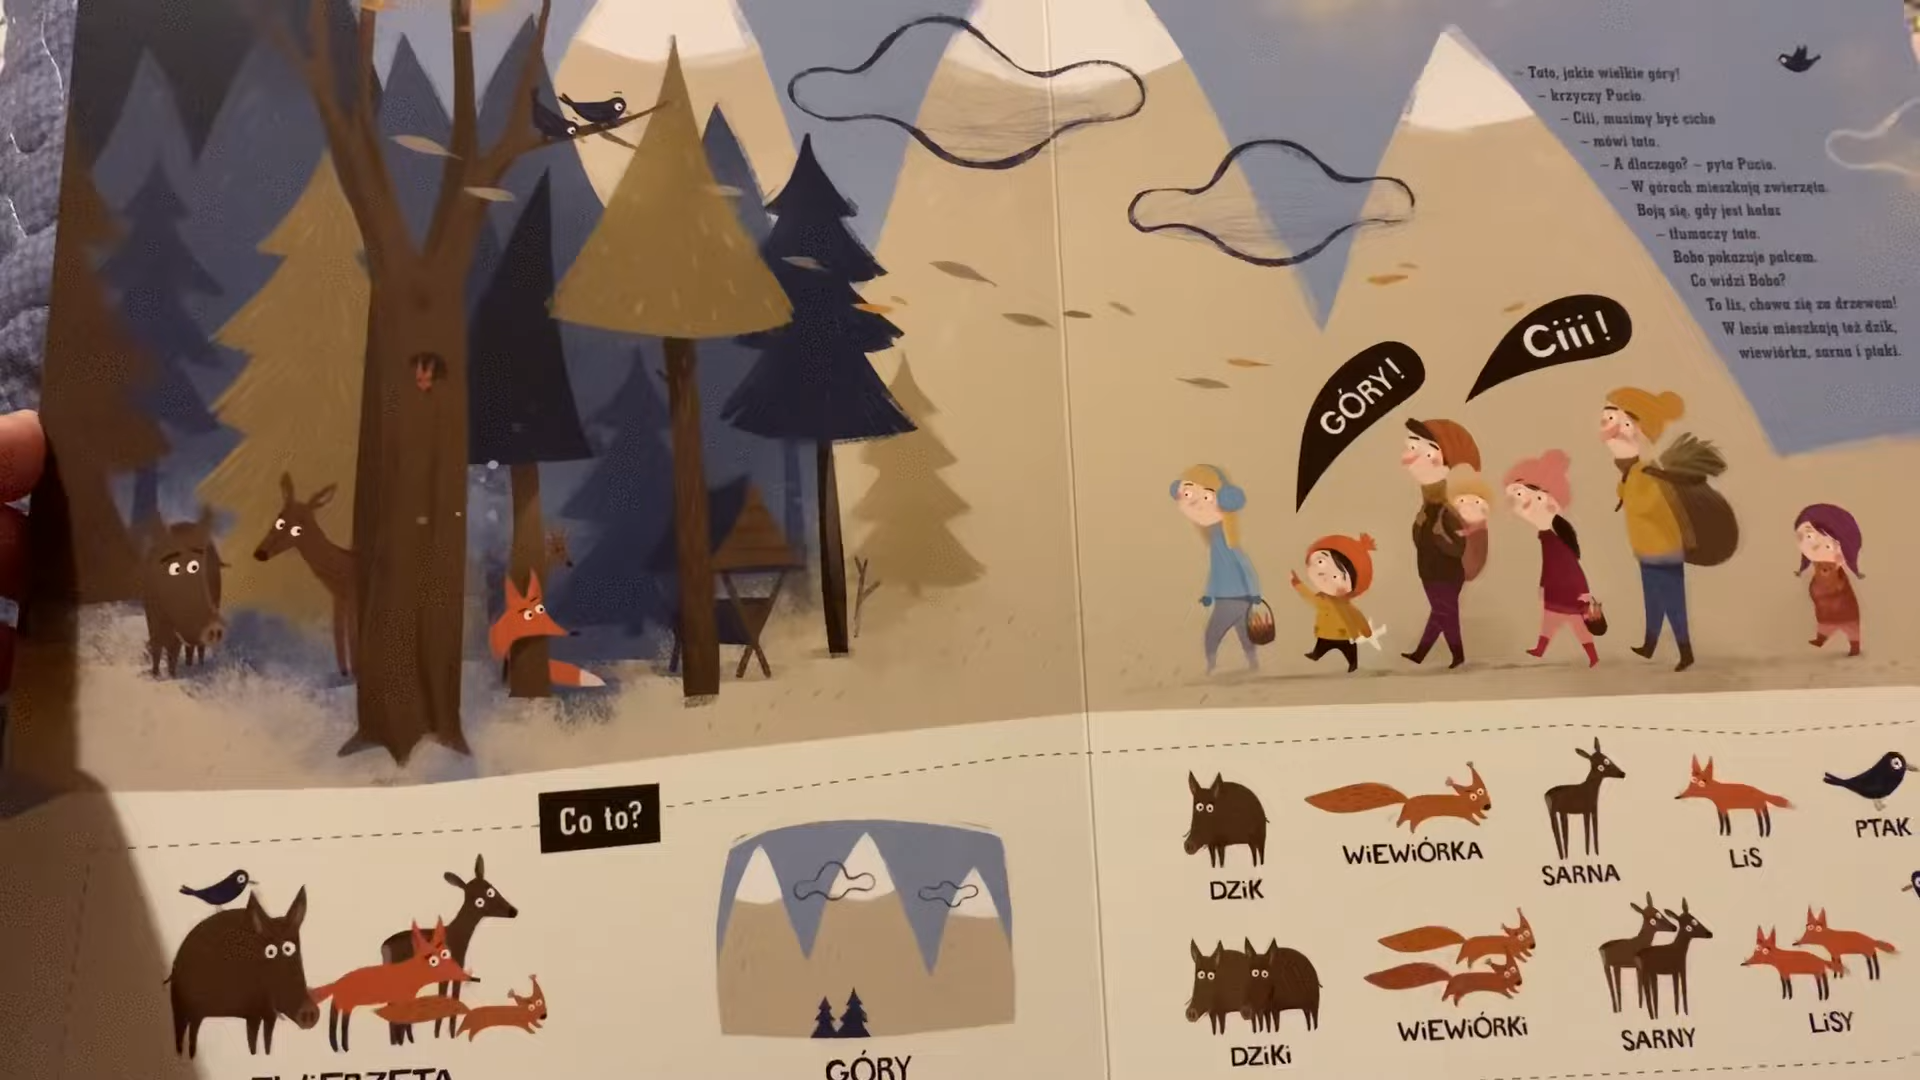 – Tato, jakie wielkie góry!
– krzyczy Pucio.
– Ciii, musimy być cicho
– mówi tata.
– A dlaczego? – pyta Pucio.
– W górach mieszkają zwierzęta.
Boją się, gdy jest hałas
– tłumaczy tata.
Bobo pokazuje palcem.
Co widzi Bobo?
To lis, chowa się za drzewem!
W lesie mieszkają też dzik,
wiewiórka, sarna i ptaki.
GÓRY!
Ciii!
Co to?
ZWiERZĘTA
GÓRY
DZiK
WiEWiÓRKA
SARNA
LiS
PTAK
DZiKi
WiEWiÓRKi
SARNY
LiSY